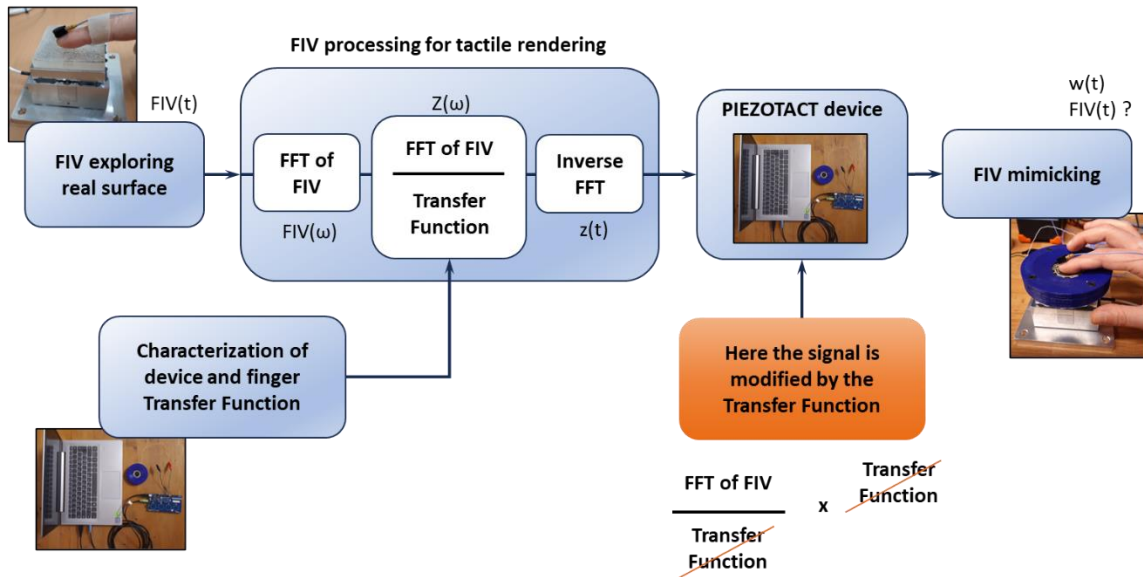 FIV processing for tactile rendering
FIV(t)
FIV exploring
real surface
FFT of
FIV
FIV(ω)
Z(ω)
FFT of FIV
Transfer
Function
Inverse
FFT
z(t)
PIEZOTACT device
w(t)
FIV(t) ?
FIV mimicking
Characterization of
device and finger
Transfer Function
Here the signal is
modified by the
Transfer Function
FFT of FIV
Transfer
Function
x
Transfer
Function